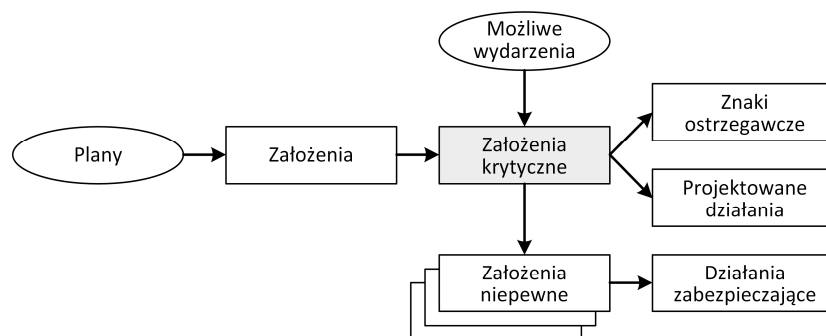 Możliwe
wydarzenia
Plany
Założenia
Założenia
krytyczne
Znaki
ostrzegawcze
Projektowane
działania
Założenia
niepewne
Działania
zabezpieczające